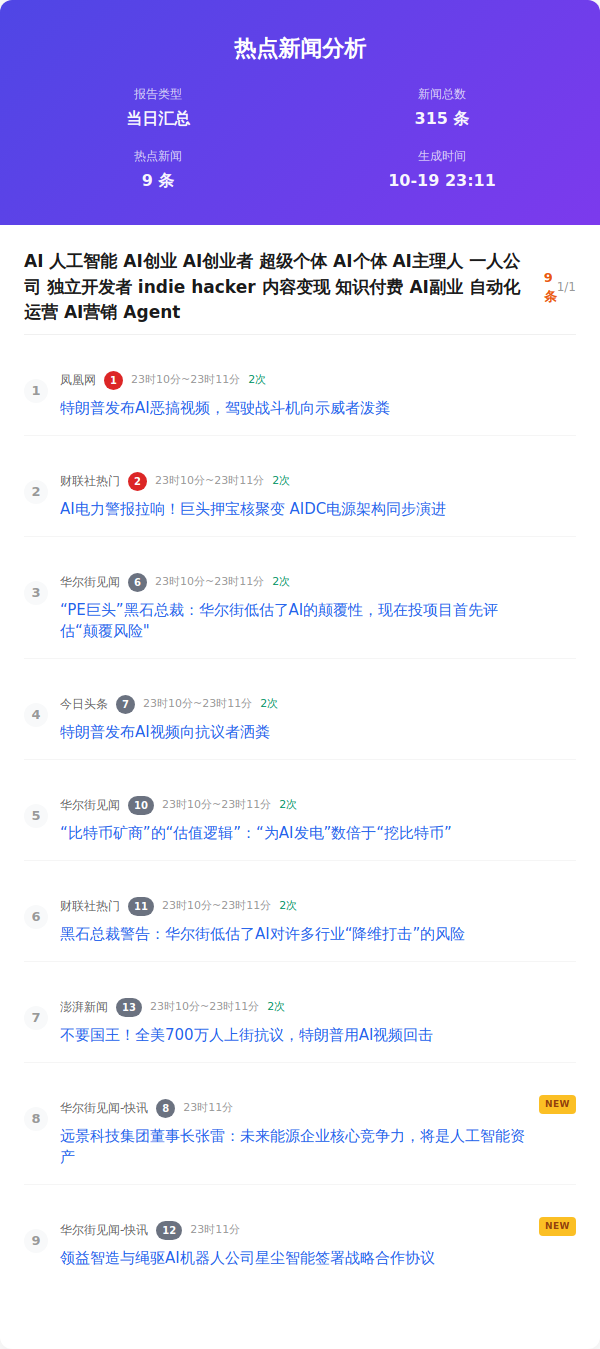 热点新闻分析
报告类型
新闻总数
当日汇总
315 条
热点新闻
生成时间
9 条
10-19 23:11
AI 人工智能 AI创业 AI创业者 超级个体 AI个体 AI主理人 一人公
司 独立开发者 indie hacker 内容变现 知识付费 AI副业 自动化
运营 AI营销 Agent
9
条
1/1
1
凤凰网 1 23时10分~23时11分 2次
特朗普发布AI恶搞视频，驾驶战斗机向示威者泼粪
2
财联社热门 2 23时10分~23时11分 2次
AI电力警报拉响！巨头押宝核聚变 AIDC电源架构同步演进
3
华尔街见闻 6 23时10分~23时11分 2次
“PE巨头”黑石总裁：华尔街低估了AI的颠覆性，现在投项目首先评
估“颠覆风险"
4
今日头条 7 23时10分~23时11分 2次
特朗普发布AI视频向抗议者洒粪
5
华尔街见闻 10 23时10分~23时11分 2次
“比特币矿商”的“估值逻辑”：“为AI发电”数倍于“挖比特币”
6
财联社热门 11 23时10分~23时11分 2次
黑石总裁警告：华尔街低估了AI对许多行业“降维打击”的风险
7
澎湃新闻 13 23时10分~23时11分 2次
不要国王！全美700万人上街抗议，特朗普用AI视频回击
8
华尔街见闻-快讯 8 23时11分
NEW
远景科技集团董事长张雷：未来能源企业核心竞争力，将是人工智能资
产
9
华尔街见闻-快讯 12 23时11分
NEW
领益智造与绳驱AI机器人公司星尘智能签署战略合作协议